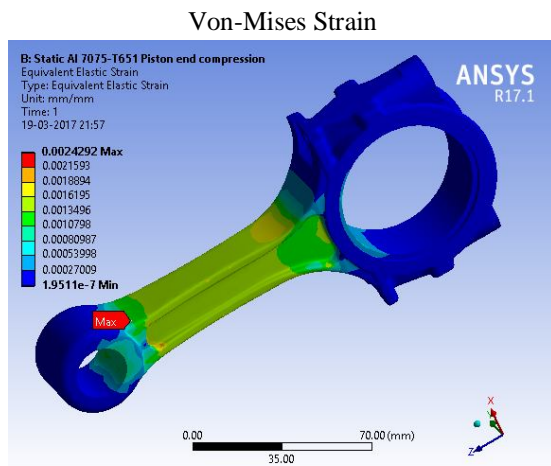 Von-Mises Strain
B: Static Al 7075-T651 Piston end compression
Equivalent Elastic Strain
Type: Equivalent Elastic Strain
Unit: mm/mm
Time: 1
19-03-2017 21:57
ANSYS
R17.1
0.0024292 Max
0.0021593
0.0018894
0.0016195
0.0013496
0.0010798
0.00080987
0.00053998
0.00027009
1.9511e-7 Min
Max
0.00
70.00 (mm)
35.00
X
Z